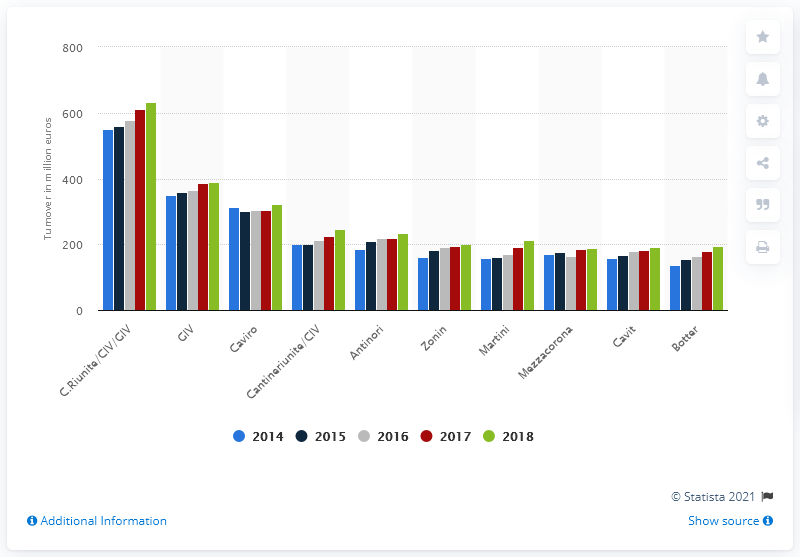 800
600
400
200
0
Turnover in million euros
C.Riunite/CIV/GIV
GIV
Caviro
Cantineriunite/CIV
Antinori
Zonin
Martini
Mezzacorona
Cavit
Botter
2014 2015 2016 2017 2018
© Statista 2021
Additional Information
Show source